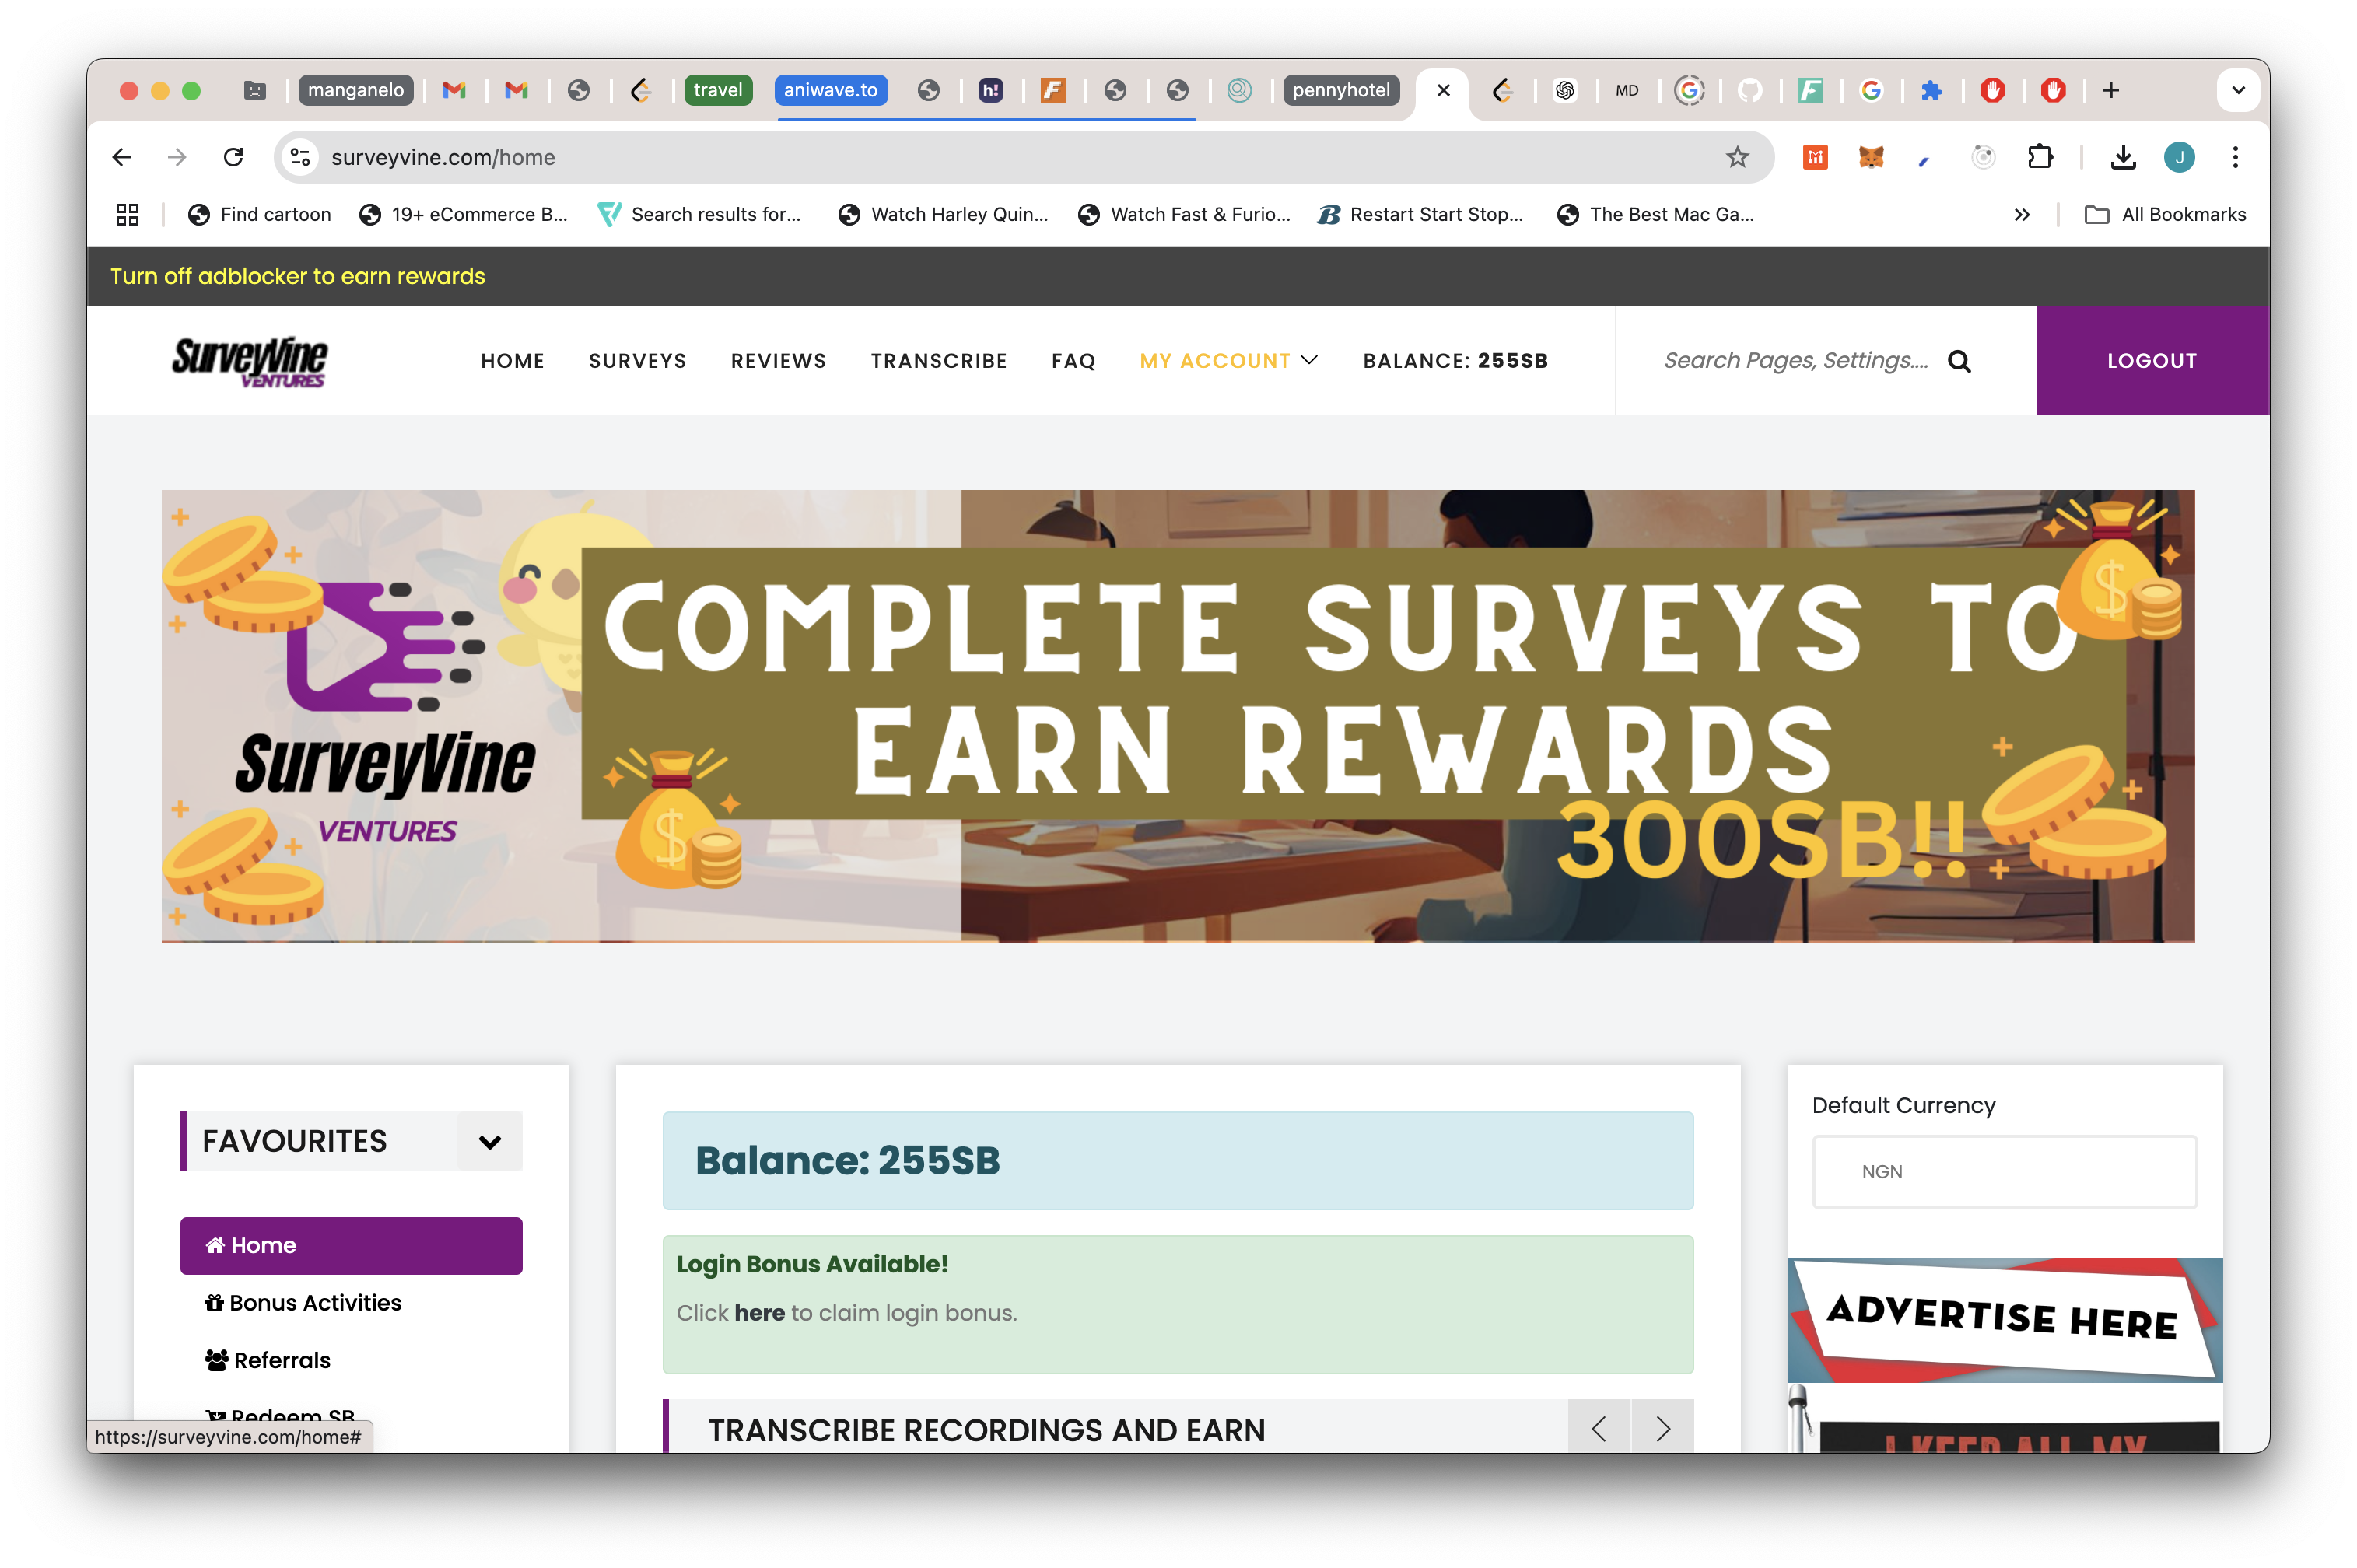 manganelo
travel
aniwave.to
h!
pennyhotel
MD
surveyvine.com/home
J
Find cartoon
19+ eCommerce B...
Search results for...
Watch Harley Quin...
Watch Fast & Furio...
Restart Start Stop...
The Best Mac Ga...
All Bookmarks
Turn off adblocker to earn rewards
SurveyVine
VENTURES
HOME
SURVEYS
REVIEWS
TRANSCRIBE
FAQ
MY ACCOUNT
BALANCE: 255SB
Search Pages, Settings....
LOGOUT
COMPLETE SURVEYS TO
EARN REWARDS
300SB!!
SurveyVine
VENTURES
FAVOURITES
Home
Bonus Activities
Referrals
Redeem SB
https://surveyvine.com/home#
Balance: 255SB
Login Bonus Available!
Click here to claim login bonus.
TRANSCRIBE RECORDINGS AND EARN
Default Currency
NGN
ADVERTISE HERE
I KEEP ALL MY